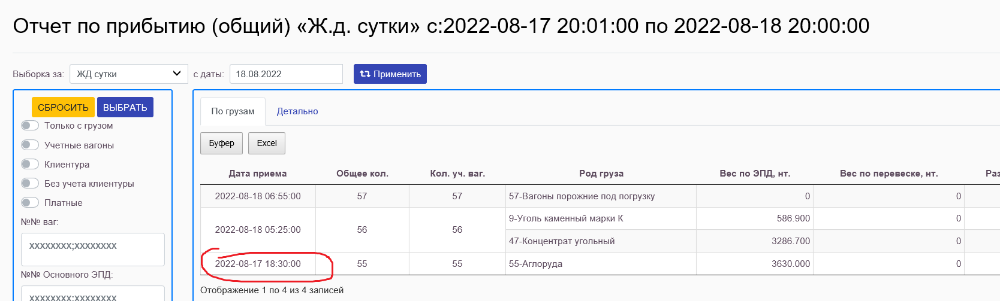 Отчет по прибытию (общий) «Ж.д. сутки» с:2022-08-17 20:01:00 по 2022-08-18 20:00:00
Выборка за: ЖД сутки с даты: 18.08.2022 Применить
СБРОСИТЬ ВЫБРАТЬ
Только с грузом
Учетные вагоны
Клиентура
Без учета клиентуры
Платные
№№ ваг:
XXXXXXXX;XXXXXXXX
№№ Основного ЭПД:
XXXXXXXX;XXXXXXXX
По грузам Детально
Буфер Excel
Дата приема Общее кол. Кол. уч. ваг. Род груза Вес по ЭПД, нт. Вес по перевеске, нт. Раз
2022-08-18 06:55:00 57 57 57-Вагоны порожние под погрузку 0 0
2022-08-18 05:25:00 56 56 9-Уголь каменный марки К 586.900 0
47-Концентрат угольный 3286.700 0
2022-08-17 18:30:00 55 55 55-Аглоруда 3630.000 0
Отображение 1 по 4 из 4 записей